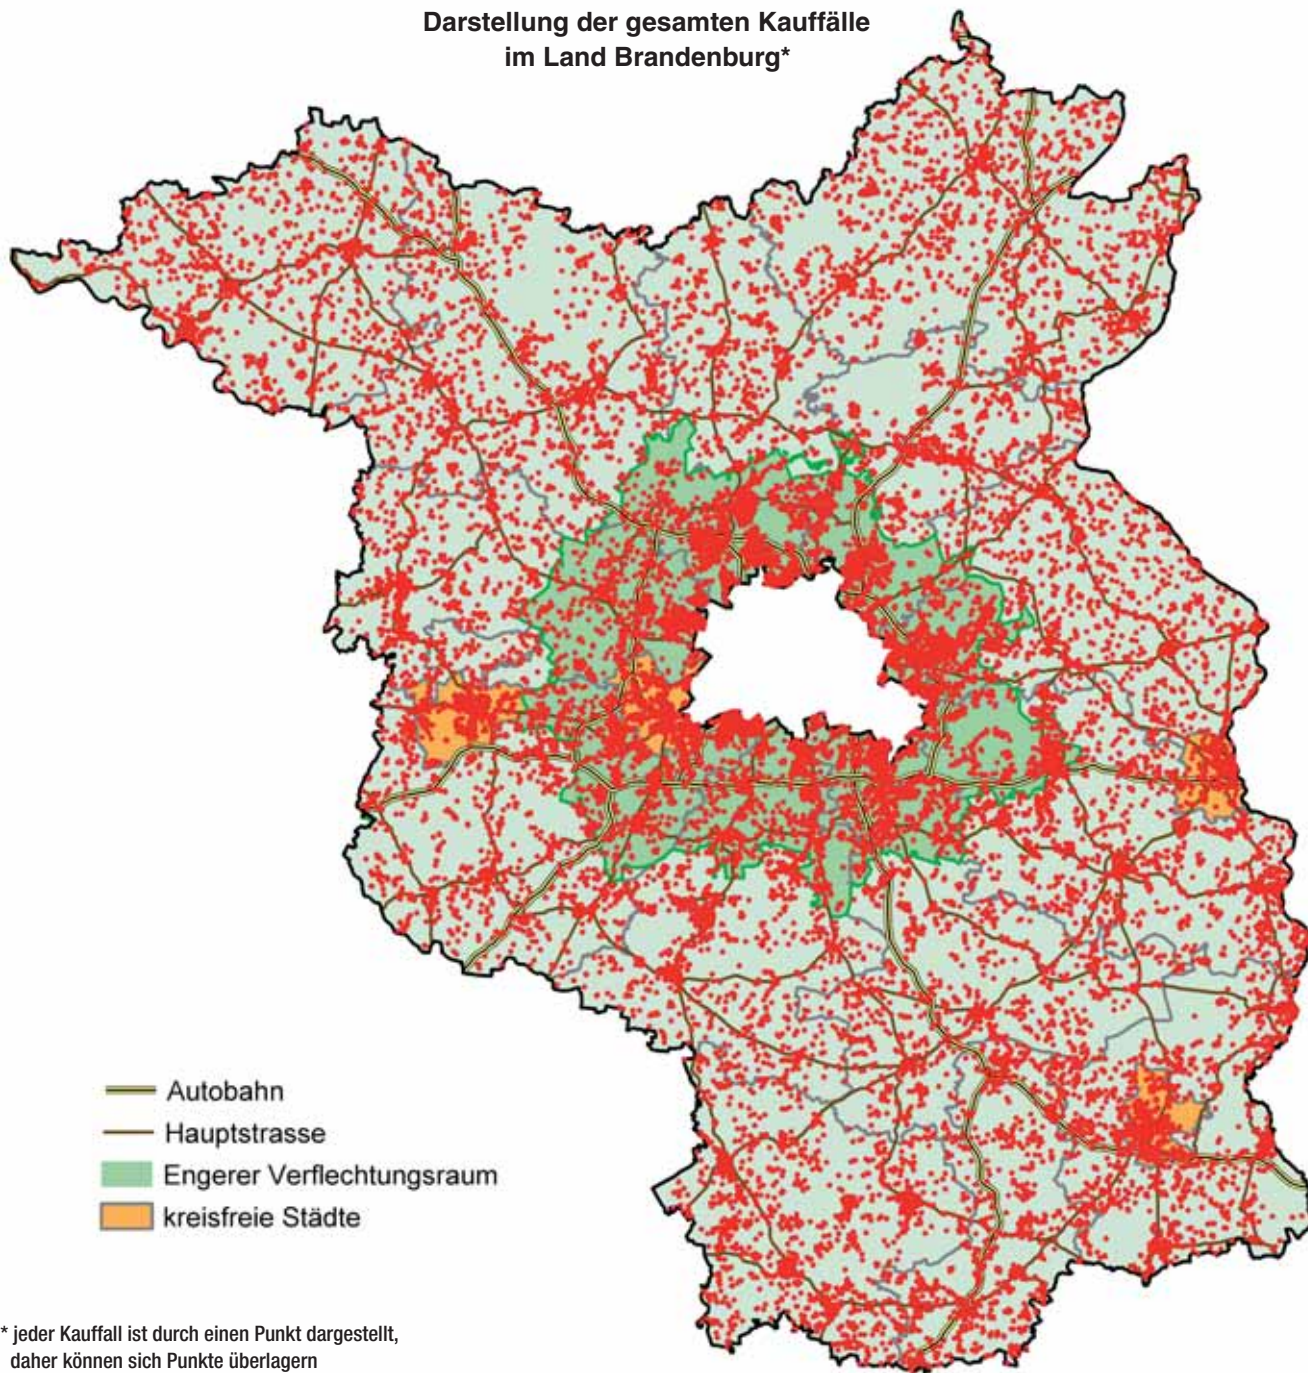 Darstellung der gesamten Kauffälle
im Land Brandenburg*
Autobahn
Hauptstrasse
Engerer Verflechtungsraum
kreisfreie Städte
* jeder Kauffall ist durch einen Punkt dargestellt,
daher können sich Punkte überlagern